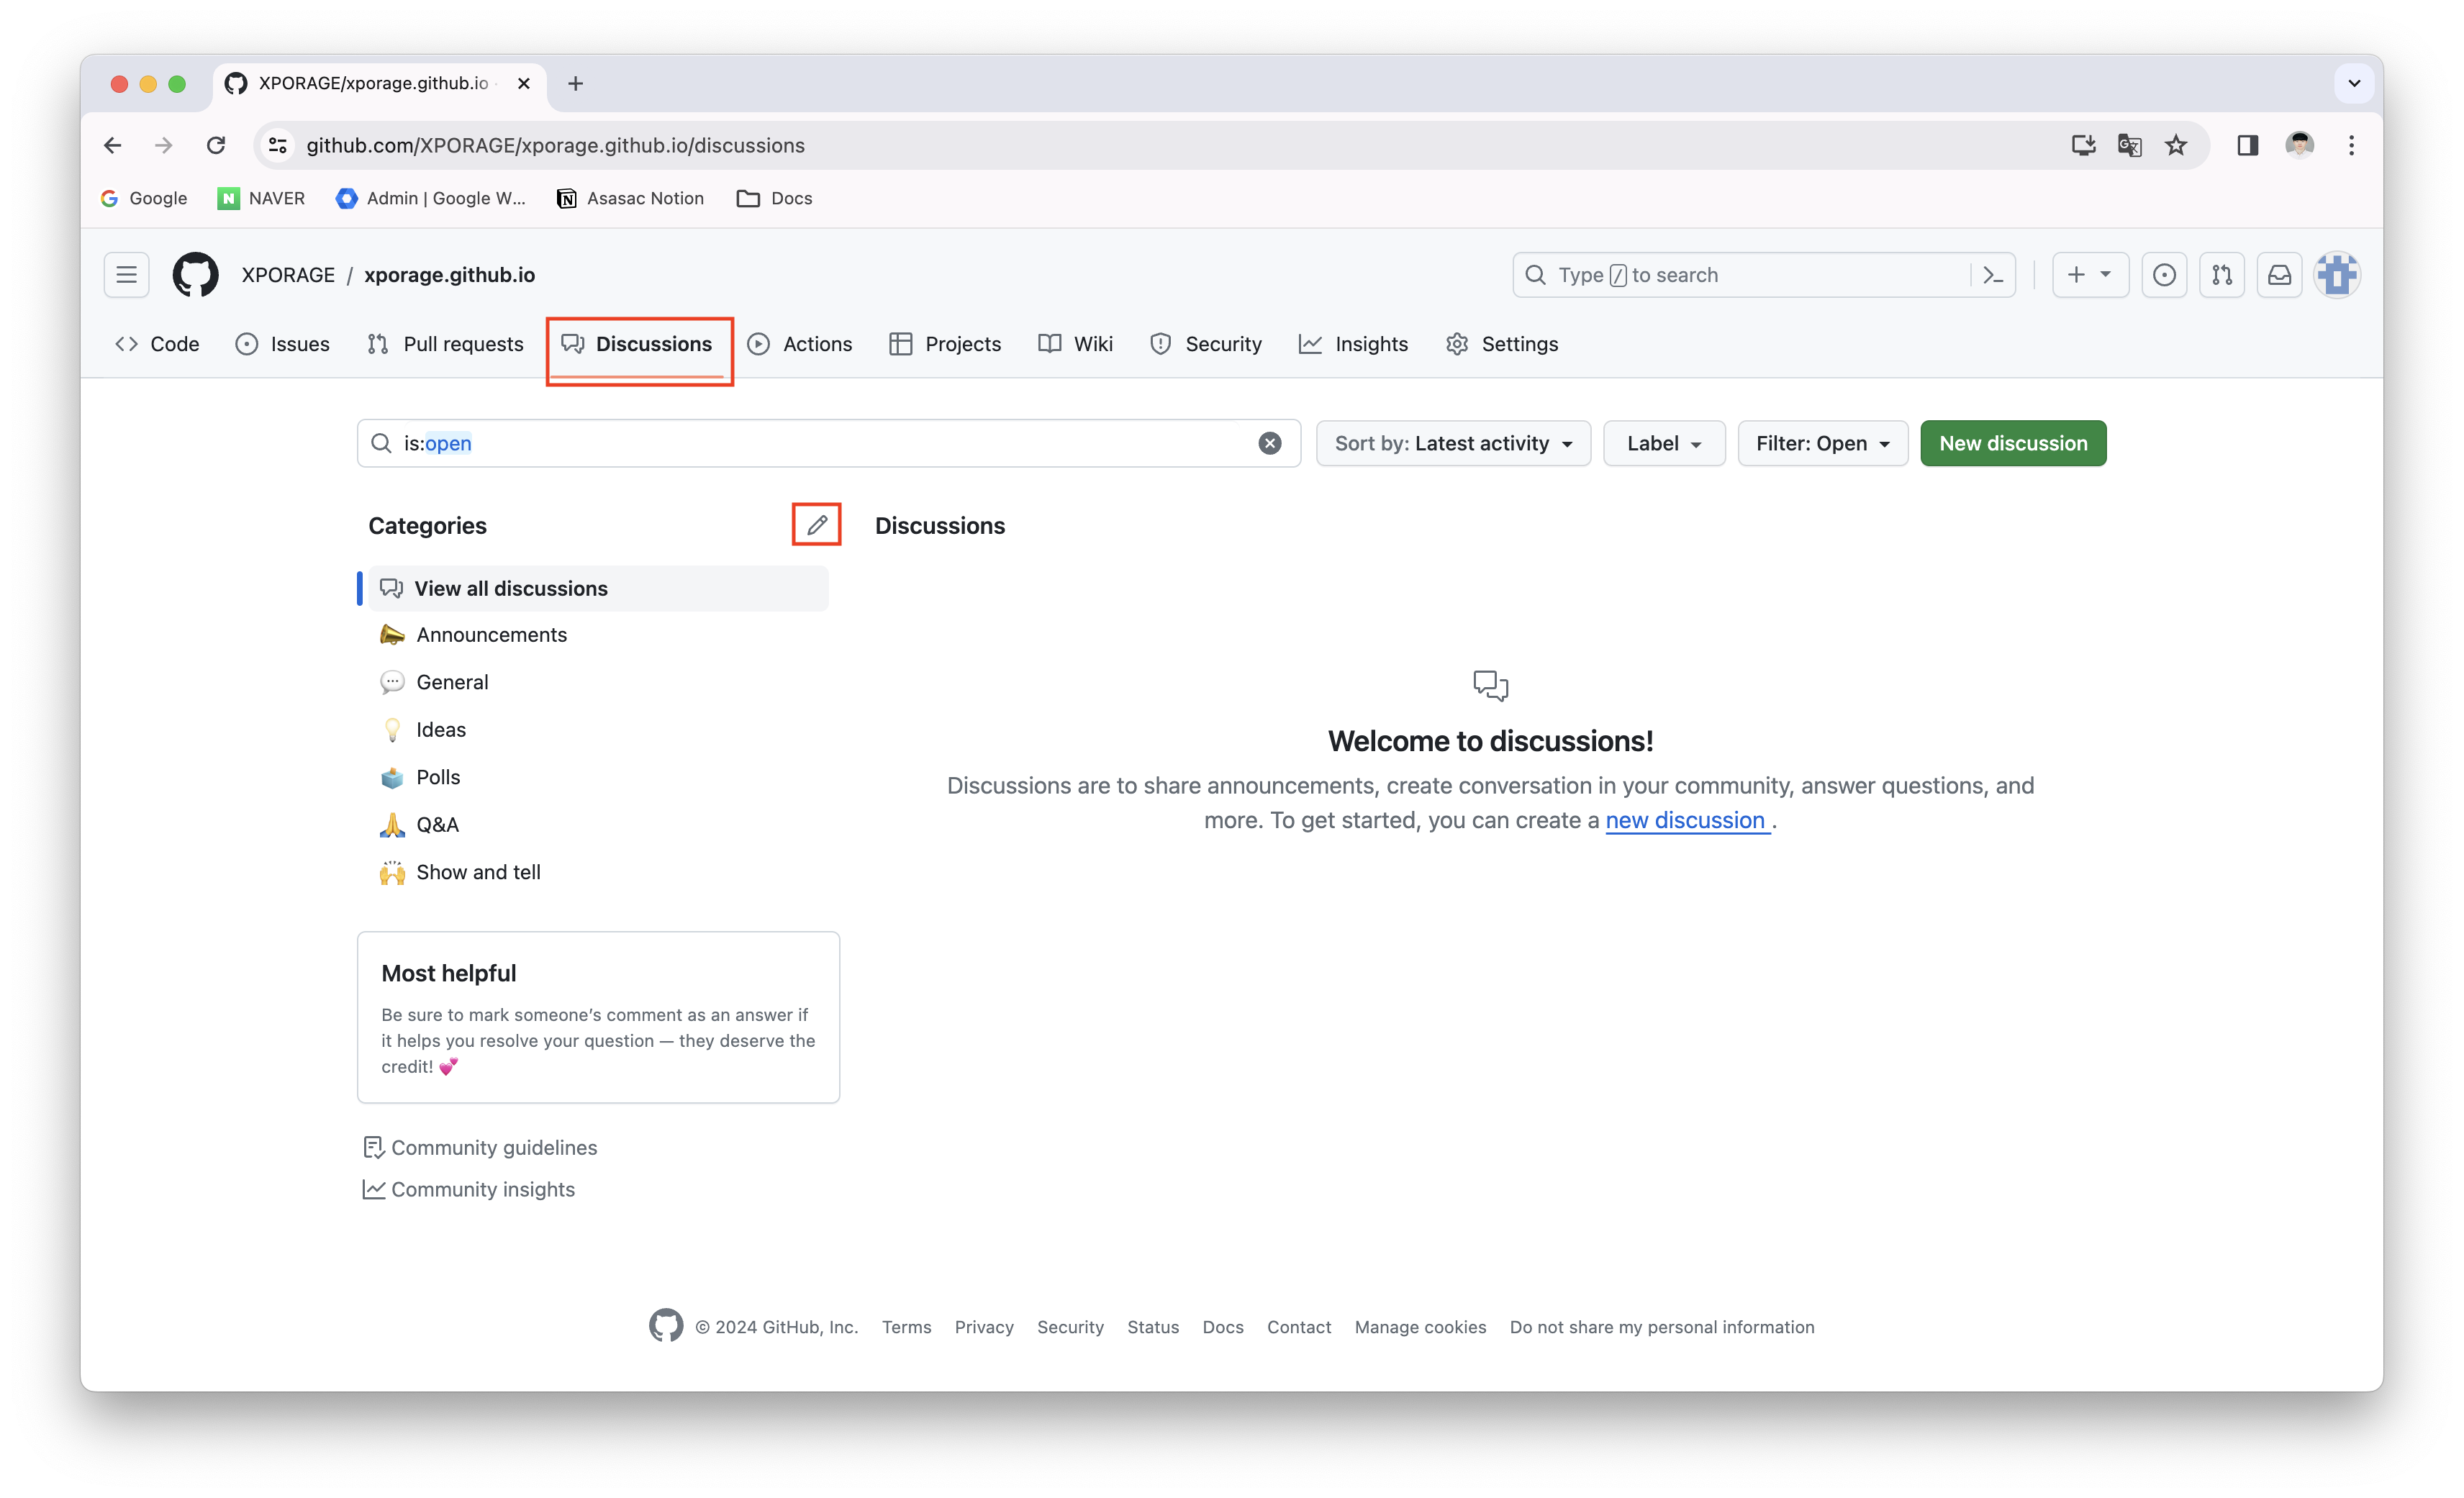 XPORAGE/xporage.github.io
github.com/XPORAGE/xporage.github.io/discussions
Google NAVER Admin | Google W... Asasac Notion Docs
XPORAGE / xporage.github.io Type / to search
Code Issues Pull requests Discussions Actions Projects Wiki Security Insights Settings
is:open Sort by: Latest activity Label Filter: Open New discussion
Categories
Discussions
View all discussions
Announcements
General
Ideas
Polls
Q&A
Show and tell
Welcome to discussions!
Discussions are to share announcements, create conversation in your community, answer questions, and
more. To get started, you can create a new discussion .
Most helpful
Be sure to mark someone’s comment as an answer if
it helps you resolve your question — they deserve the
credit! 💕
Community guidelines
Community insights
© 2024 GitHub, Inc. Terms Privacy Security Status Docs Contact Manage cookies Do not share my personal information